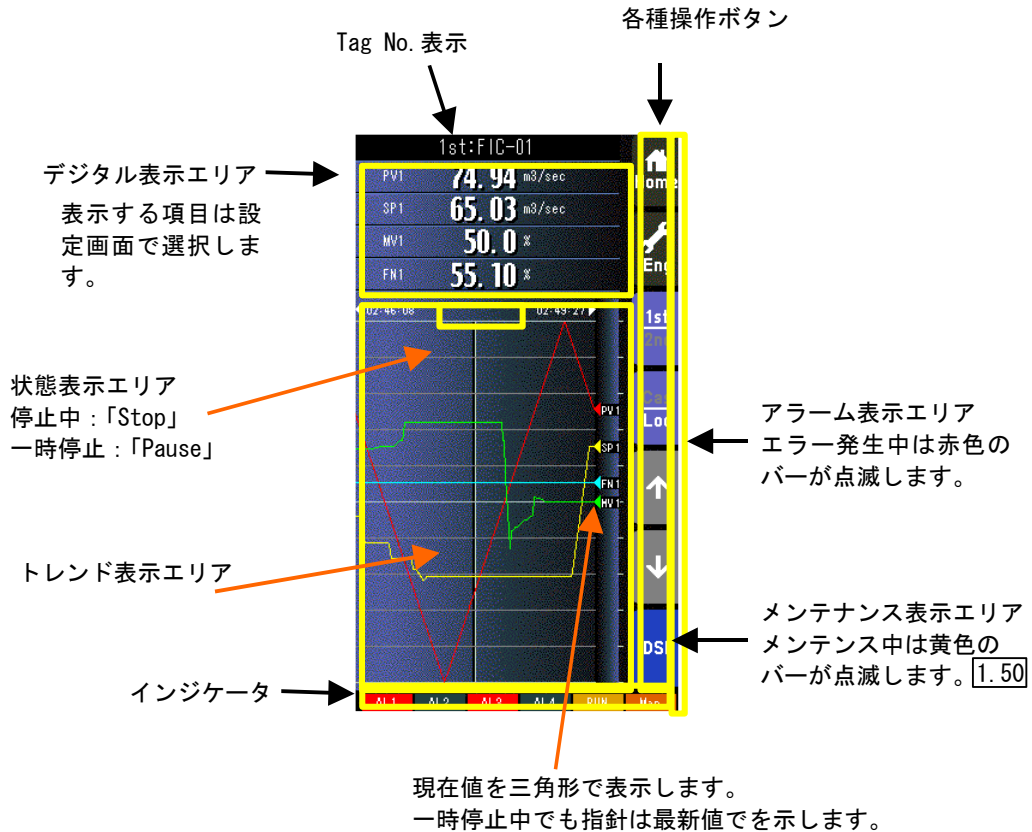 各種操作ボタン
Tag No.表示
1st:FIC-01
デジタル表示エリア
表示する項目は設
定画面で選択しま
す。
PV1 74.94 m3/sec
SP1 65.03 m3/sec
MV1 50.0 %
FN1 55.10 %
Home
Eng
1st
2nd
Cas
Loc
DSP
02:46:08 02:49:27
PV1
SP1
FN1
MV1
状態表示エリア
停止中：「Stop」
一時停止：「Pause」
アラーム表示エリア
エラー発生中は赤色の
バーが点滅します。
トレンド表示エリア
メンテナンス表示エリア
メンテンス中は黄色の
バーが点滅します。1.50
インジケータ
AL1 AL2 AL3 AL4 RUN Man
現在値を三角形で表示します。
一時停止中でも指針は最新値でを示します。